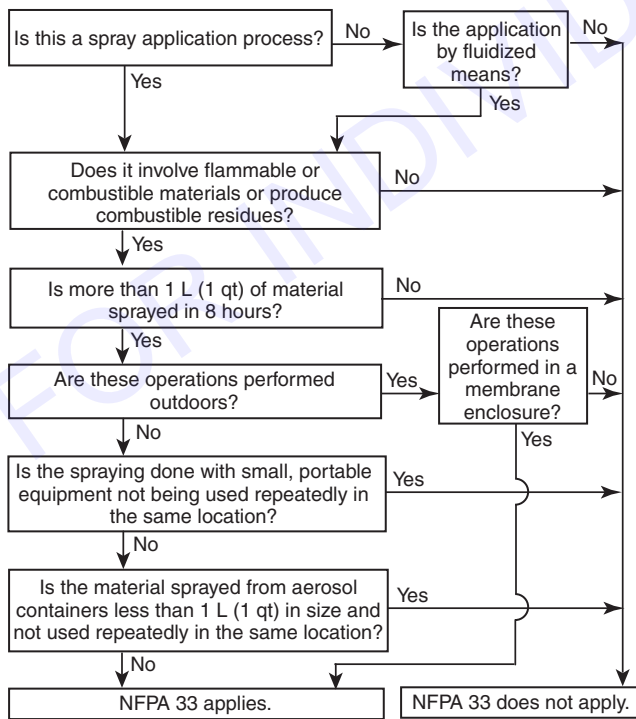 Is this a spray application process?
No
Is the application
by fluidized
means?
No
Yes
Yes
Does it involve flammable or
combustible materials or produce
combustible residues?
No
Yes
Is more than 1 L (1 qt) of material
sprayed in 8 hours?
No
Yes
Are these operations performed
outdoors?
Yes
Are these
operations
performed in a
membrane
enclosure?
No
Yes
No
Is the spraying done with small, portable
equipment not being used repeatedly in
the same location?
Yes
No
Is the material sprayed from aerosol
containers less than 1 L (1 qt) in size and
not used repeatedly in the same location?
Yes
No
NFPA 33 applies.
NFPA 33 does not apply.
FOR INDIVID